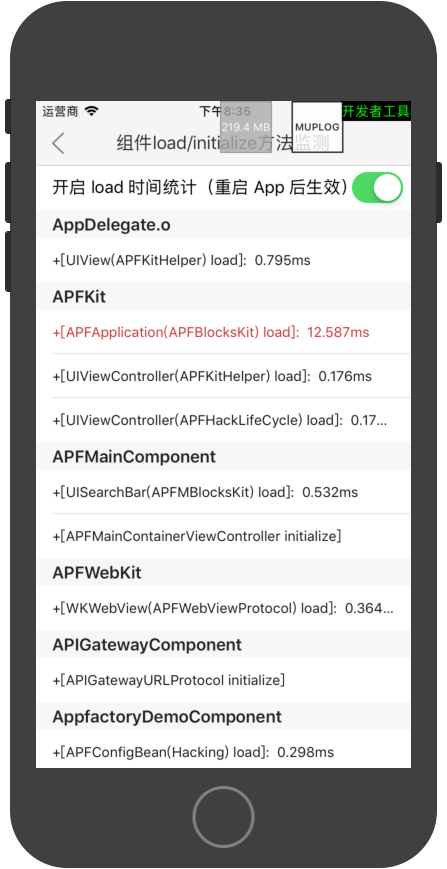 运营商 下午8:35 开发者工具
219.4 MB
MUPLOG
组件load/initialize方法监测
开启 load 时间统计（重启 App 后生效）
AppDelegate.o
+[UIView(APFKitHelper) load]: 0.795ms
APFKit
+[APFApplication(APFBlocksKit) load]: 12.587ms
+[UIViewController(APFKitHelper) load]: 0.176ms
+[UIViewController(APFHackLifeCycle) load]: 0.17...
APFMainComponent
+[UISearchBar(APFMBlocksKit) load]: 0.532ms
+[APFMainContainerViewController initialize]
APFWebKit
+[WKWebView(APFWebViewProtocol) load]: 0.364...
APIGatewayComponent
+[APIGatewayURLProtocol initialize]
AppfactoryDemoComponent
+[APFConfigBean(Hacking) load]: 0.298ms